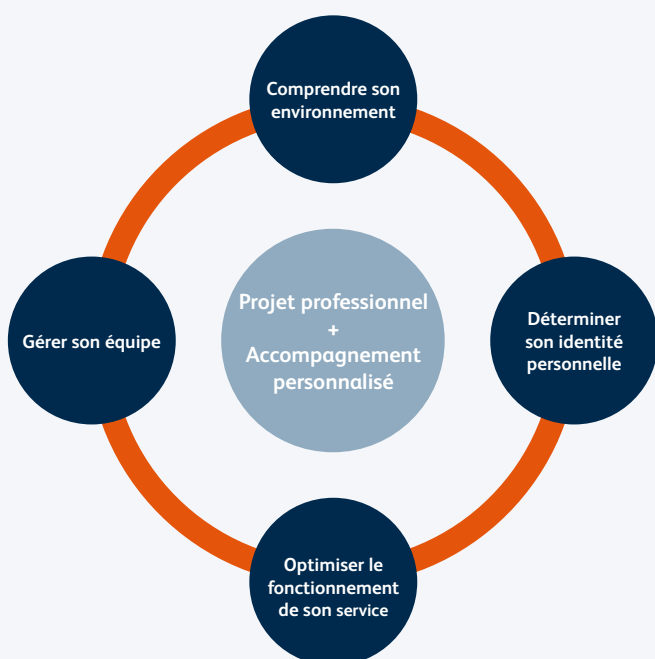 Comprendre son
environnement
Projet professionnel
+
Accompagnement
personnalisé
Gérer son équipe
Déterminer
son identité
personnelle
Optimiser le
fonctionnement
de son service